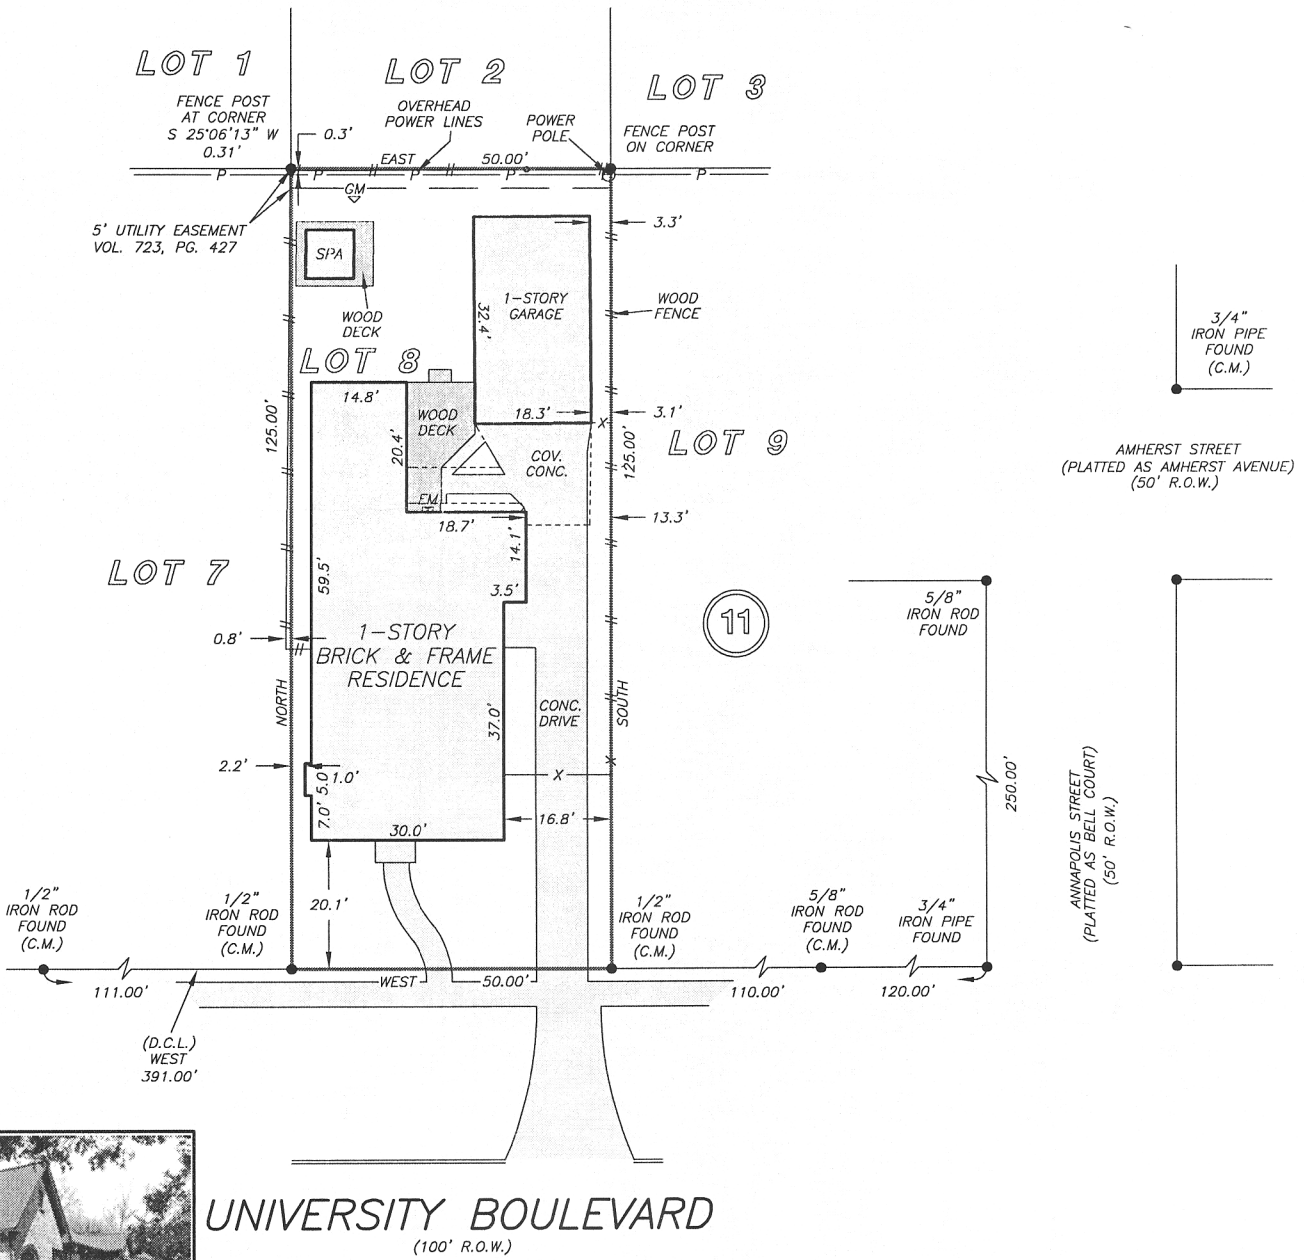 LOT 1
LOT 2
LOT 3
FENCE POST
AT CORNER
S 25°06'13" W
0.31'
0.3'
OVERHEAD
POWER LINES
POWER
POLE
FENCE POST
ON CORNER
EAST 50.00'
P P P P P
GM
5' UTILITY EASEMENT
VOL. 723, PG. 427
SPA
WOOD
DECK
3.3'
1-STORY
GARAGE
32.4'
WOOD
FENCE
3/4"
IRON PIPE
FOUND
(C.M.)
LOT 8
14.8'
WOOD
DECK
18.3'
3.1'
X
125.00'
20.4'
COV.
CONC.
125.00'
LOT 9
AMHERST STREET
(PLATTED AS AMHERST AVENUE)
(50' R.O.W.)
EM
18.7'
14.1'
13.3'
LOT 7
59.5'
3.5'
5/8"
IRON ROD
FOUND
11
0.8'
1-STORY
BRICK & FRAME
RESIDENCE
NORTH
37.0'
CONC.
DRIVE
SOUTH
2.2'
1.0'
5.0
7.0'
X
X
250.00'
ANNAPOLIS STREET
(PLATTED AS BELL COURT)
(50' R.O.W.)
30.0'
16.8'
20.1'
1/2"
IRON ROD
FOUND
(C.M.)
1/2"
IRON ROD
FOUND
(C.M.)
1/2"
IRON ROD
FOUND
(C.M.)
5/8"
IRON ROD
FOUND
(C.M.)
3/4"
IRON PIPE
FOUND
111.00'
WEST 50.00'
110.00'
120.00'
(D.C.L.)
WEST
391.00'
UNIVERSITY BOULEVARD
(100' R.O.W.)